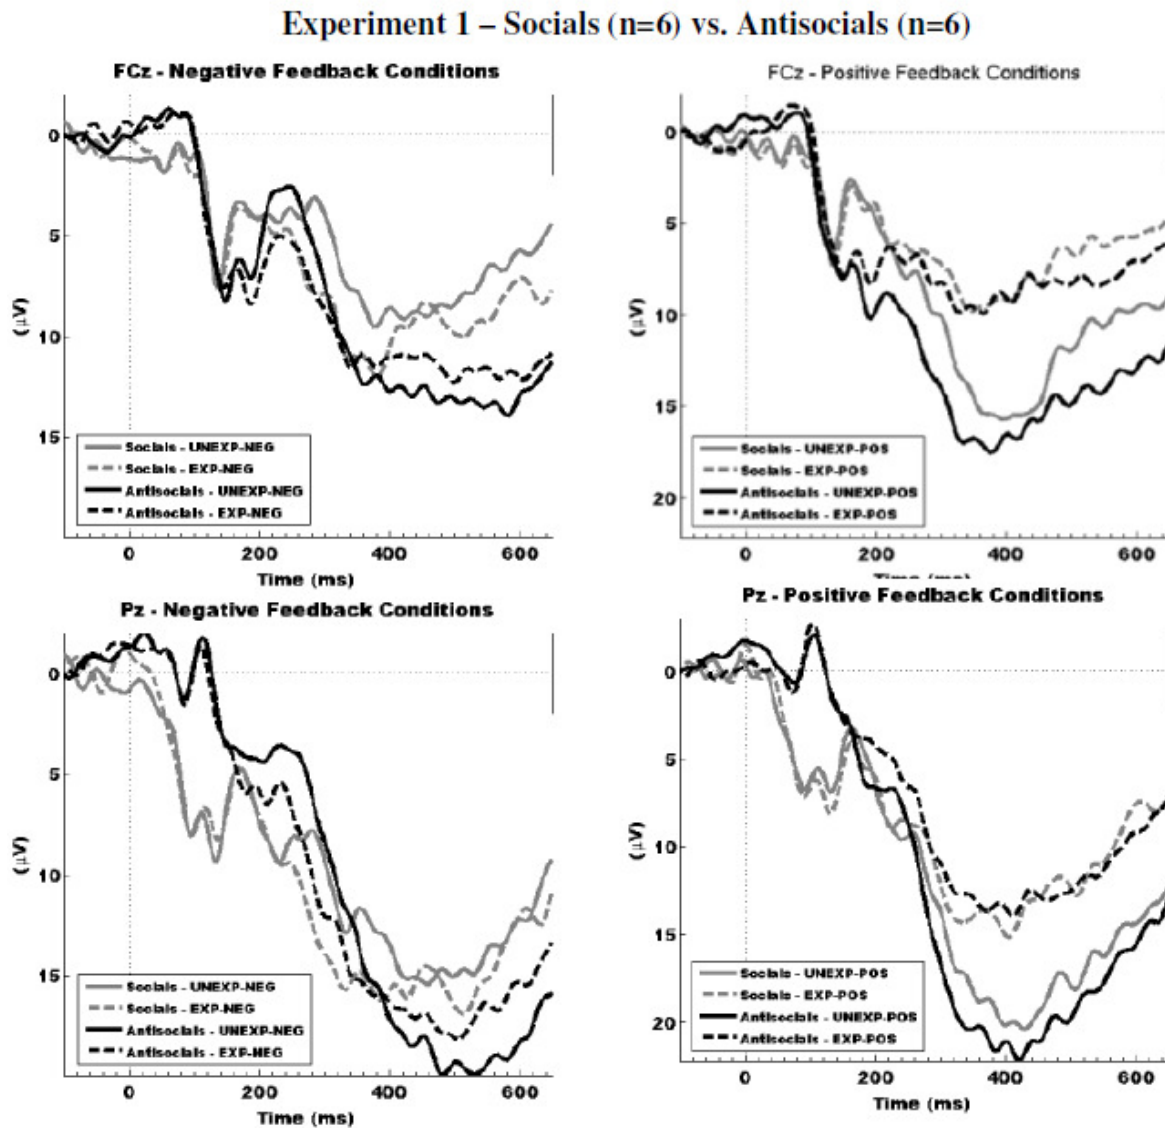 Experiment 1 – Socials (n=6) vs. Antisocials (n=6)
FCz - Negative Feedback Conditions
0
5
10
15
(µV)
Socials - UNEXP-NEG
Socials - EXP-NEG
Antisocials - UNEXP-NEG
Antisocials - EXP-NEG
0 200 400 600
Time (ms)
FCz - Positive Feedback Conditions
0
5
10
15
20
(µV)
Socials - UNEXP-POS
Socials - EXP-POS
Antisocials - UNEXP-POS
Antisocials - EXP-POS
0 200 400 600
Time (ms)
Pz - Negative Feedback Conditions
0
5
10
15
(µV)
Socials - UNEXP-NEG
Socials - EXP-NEG
Antisocials - UNEXP-NEG
Antisocials - EXP-NEG
0 200 400 600
Time (ms)
Pz - Positive Feedback Conditions
0
5
10
15
20
(µV)
Socials - UNEXP-POS
Socials - EXP-POS
Antisocials - UNEXP-POS
Antisocials - EXP-POS
0 200 400 600
Time (ms)